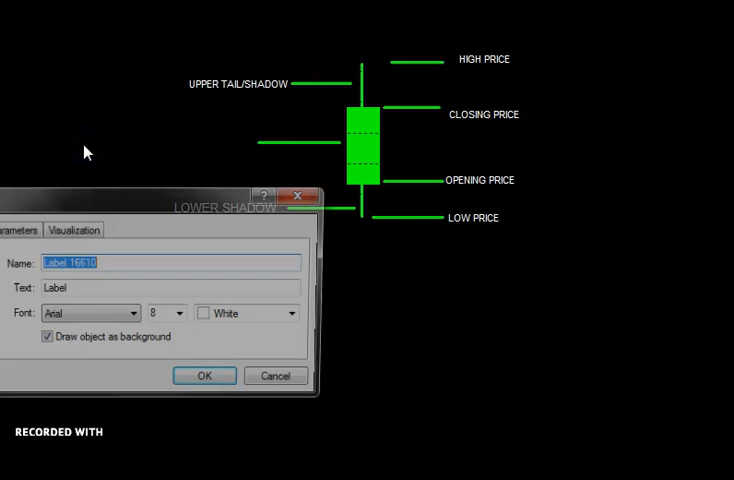 HIGH PRICE
UPPER TAIL/SHADOW
CLOSING PRICE
OPENING PRICE
LOWER SHADOW
LOW PRICE
?
X
Visualization
Name: Label 16610
Text: Label
Font: Arial 8 White
Draw object as background
OK Cancel
RECORDED WITH